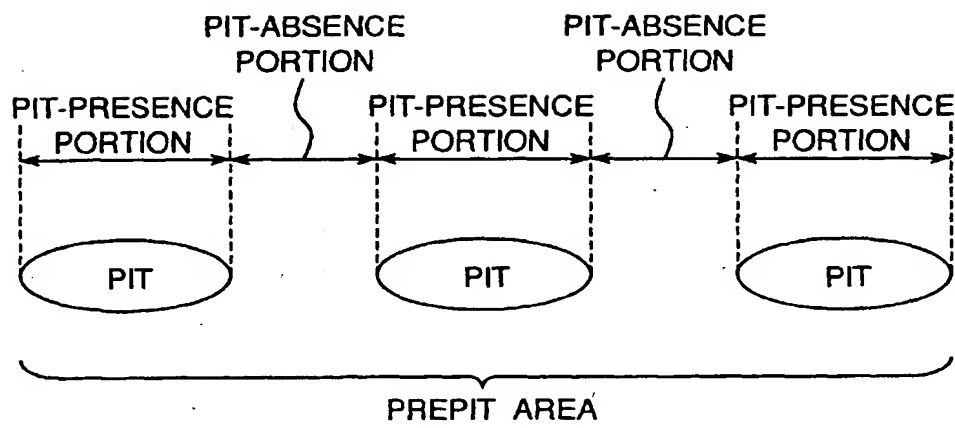 PIT-ABSENCE
PORTION
PIT-ABSENCE
PORTION
PIT-PRESENCE
PORTION
PIT-PRESENCE
PORTION
PIT-PRESENCE
PORTION
PIT
PIT
PIT
PREPIT AREA